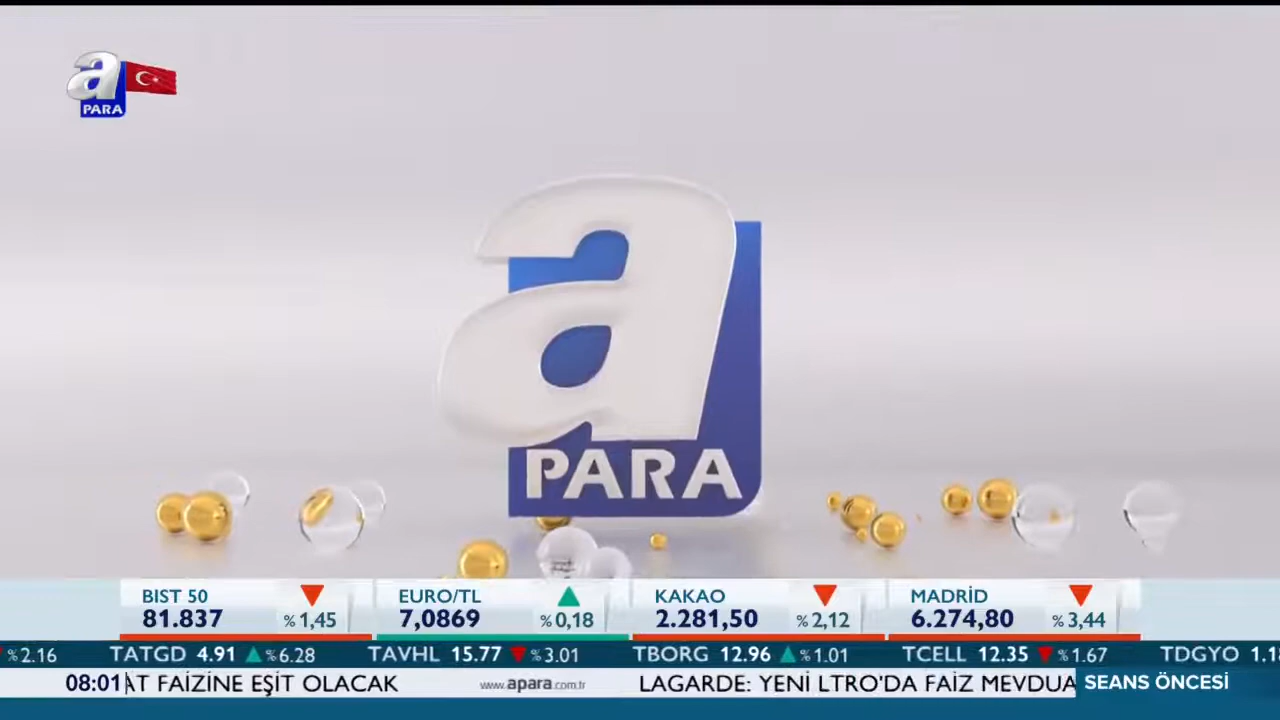 a
PARA
a
PARA
BIST 50
81.837 %1,45
EURO/TL
7,0869 %0,18
KAKAO
2.281,50 %2,12
MADRİD
6.274,80 %3,44
%2.16 TATGD 4.91 %6.28 TAVHL 15.77 %3.01 TBORG 12.96 %1.01 TCELL 12.35 %1.67 TDGYO
08:01 AT FAİZİNE EŞİT OLACAK www.apara.com.tr LAGARDE: YENİ LTRO'DA FAİZ MEVDUA SEANS ÖNCESİ